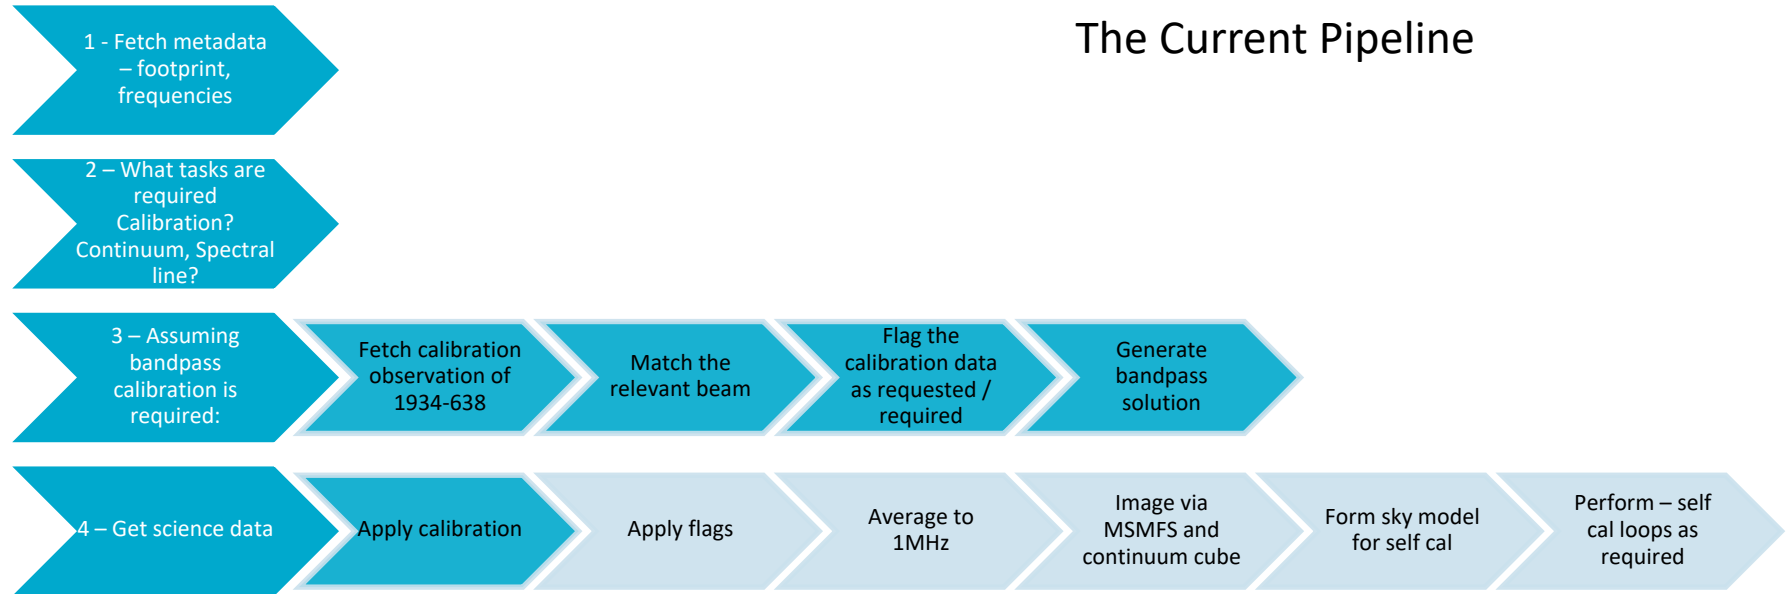 The Current Pipeline
1 - Fetch metadata
– footprint,
frequencies
2 – What tasks are
required
Calibration?
Continuum, Spectral
line?
3 – Assuming
bandpass
calibration is
required:
Fetch calibration
observation of
1934-638
Match the
relevant beam
Flag the
calibration data
as requested /
required
Generate
bandpass
solution
4 – Get science data
Apply calibration
Apply flags
Average to
1MHz
Image via
MSMFS and
continuum cube
Form sky model
for self cal
Perform – self
cal loops as
required